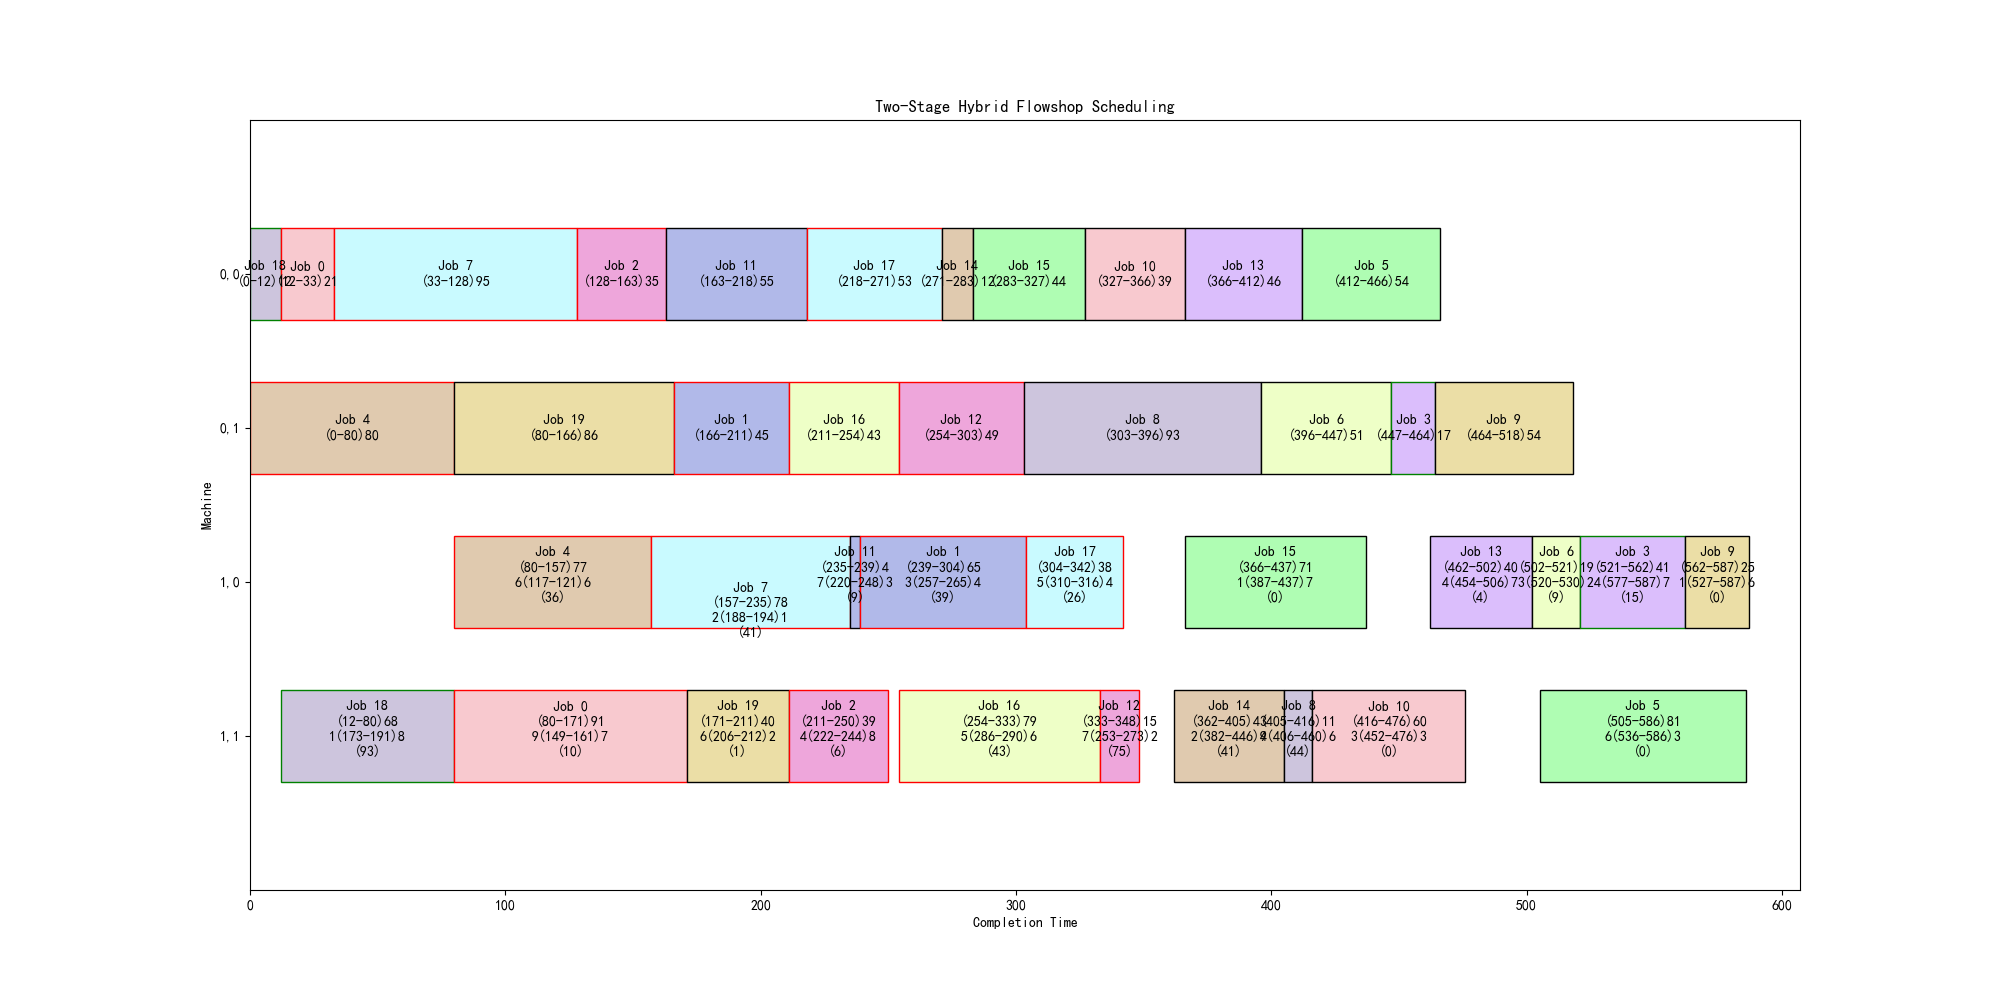 Two-Stage Hybrid Flowshop Scheduling
0,0
Job 18
(0-12)12
Job 0
(12-33)21
Job 7
(33-128)95
Job 2
(128-163)35
Job 11
(163-218)55
Job 17
(218-271)53
Job 14
(271-283)12
Job 15
(283-327)44
Job 10
(327-366)39
Job 13
(366-412)46
Job 5
(412-466)54
0,1
Job 4
(0-80)80
Job 19
(80-166)86
Job 1
(166-211)45
Job 16
(211-254)43
Job 12
(254-303)49
Job 8
(303-396)93
Job 6
(396-447)51
Job 3
(447-464)17
Job 9
(464-518)54
Machine
1,0
Job 4
(80-157)77
6(117-121)6
(36)
Job 7
(157-235)78
2(188-194)1
(41)
Job 11
(235-239)4
7(220-248)3
(9)
Job 1
(239-304)65
3(257-265)4
(39)
Job 17
(304-342)38
5(310-316)4
(26)
Job 15
(366-437)71
1(387-437)7
(0)
Job 13
(462-502)40
4(454-506)7
(4)
Job 6
(502-521)19
3(520-530)2
(9)
Job 3
(521-562)41
4(577-587)7
(15)
Job 9
(562-587)25
1(527-587)6
(0)
1,1
Job 18
(12-80)68
1(173-191)8
(93)
Job 0
(80-171)91
9(149-161)7
(10)
Job 19
(171-211)40
6(206-212)2
(1)
Job 2
(211-250)39
4(222-244)8
(6)
Job 16
(254-333)79
5(286-290)6
(43)
Job 12
(333-348)15
7(253-273)2
(75)
Job 14
(362-405)43
2(382-446)9
(41)
Job 8
(405-416)11
(406-460)6
(44)
Job 10
(416-476)60
3(452-476)3
(0)
Job 5
(505-586)81
6(536-586)3
(0)
0
100
200
300
400
500
600
Completion Time